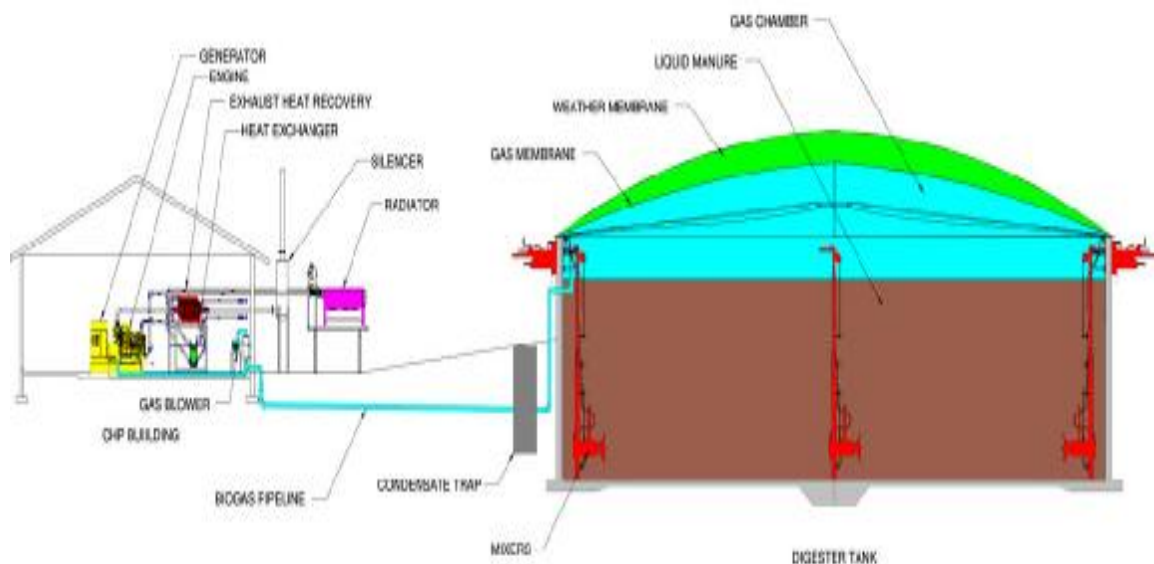 GAS CHAMBER
LIQUID MANURE
WEATHER MEMBRANE
GAS MEMBRANE
GENERATOR
ENGINE
EXHAUST HEAT RECOVERY
HEAT EXCHANGER
SILENCER
RADIATOR
GAS BLOWER
CHP BUILDING
BIOGAS PIPELINE
CONDENSATE TRAP
MIXERS
DIGESTER TANK